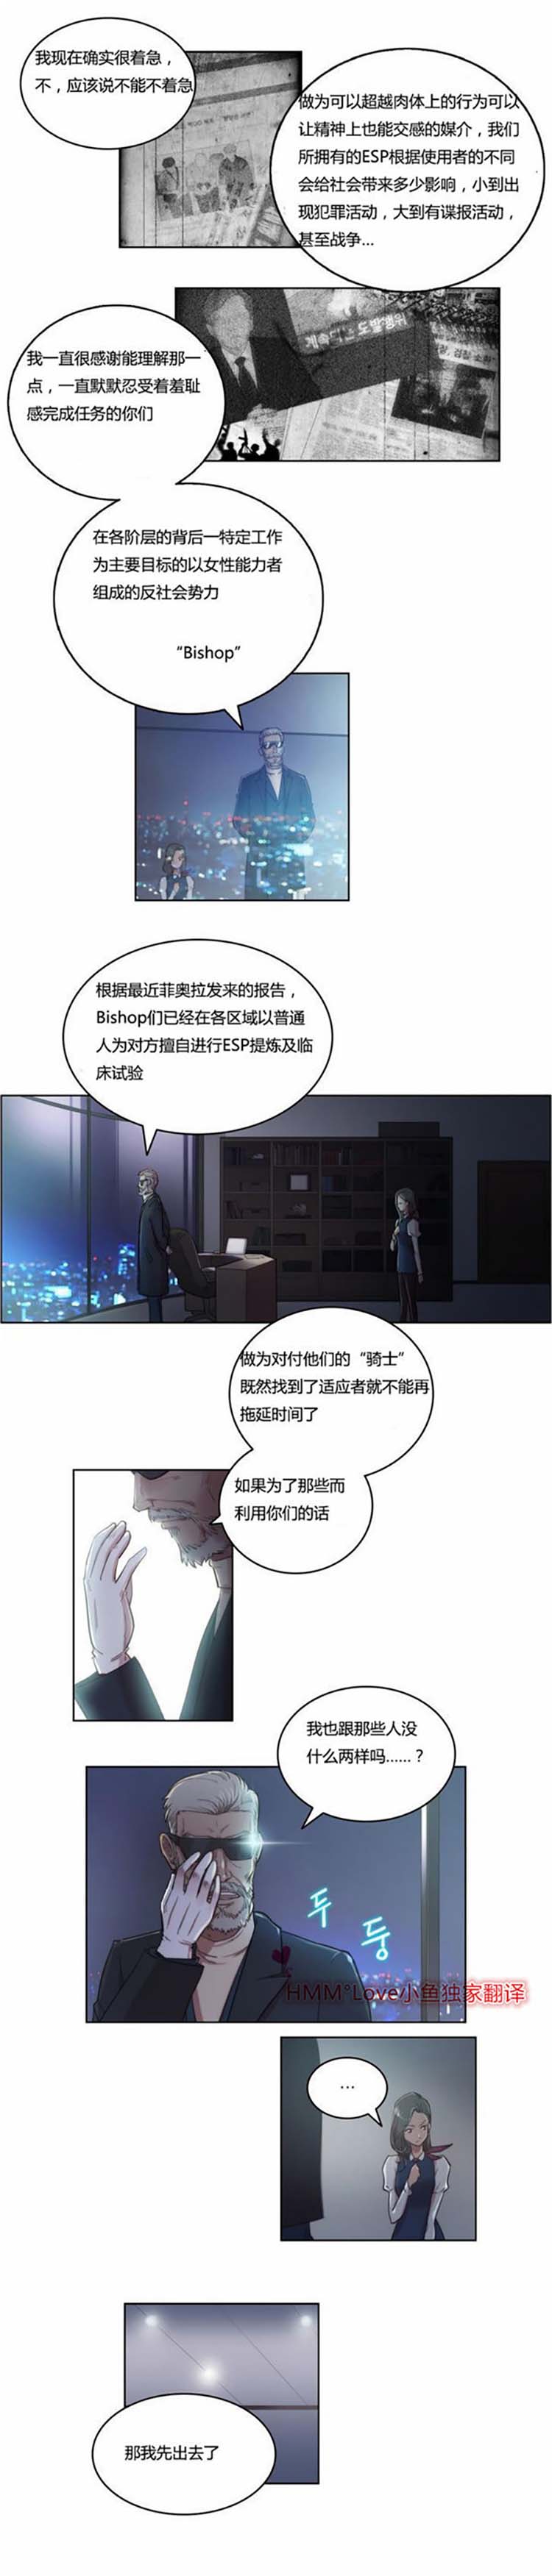 我现在确实很着急，
不，应该说不能不着急
做为可以超越肉体上的行为可以
让精神上也能交感的媒介，我们
所拥有的ESP根据使用者的不同
会给社会带来多少影响，小到出
现犯罪活动，大到有谍报活动，
甚至战争...
我一直很感谢能理解那一
点，一直默默忍受着羞耻
感完成任务的你们
在各阶层的背后一特定工作
为主要目标的以女性能力者
组成的反社会势力
“Bishop”
根据最近菲奥拉发来的报告，
Bishop们已经在各区域以普通
人为对方擅自进行ESP提炼及临
床试验
做为对付他们的“骑士”
既然找到了适应者就不能再
拖延时间了
如果为了那些而
利用你们的话
我也跟那些人没
什么两样吗……？
두
둥
HMM°Love小鱼独家翻译
...
那我先出去了